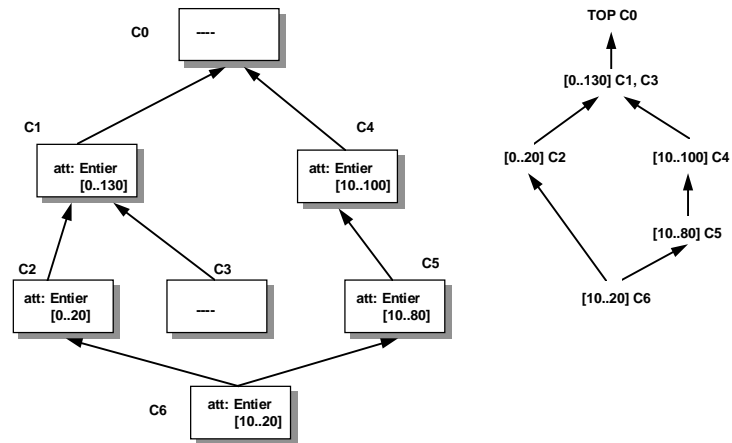 C0
----
C1
att: Entier
[0..130]
C4
att: Entier
[10..100]
C2
att: Entier
[0..20]
C3
----
C5
att: Entier
[10..80]
C6
att: Entier
[10..20]
TOP C0
[0..130] C1, C3
[0..20] C2
[10..100] C4
[10..80] C5
[10..20] C6